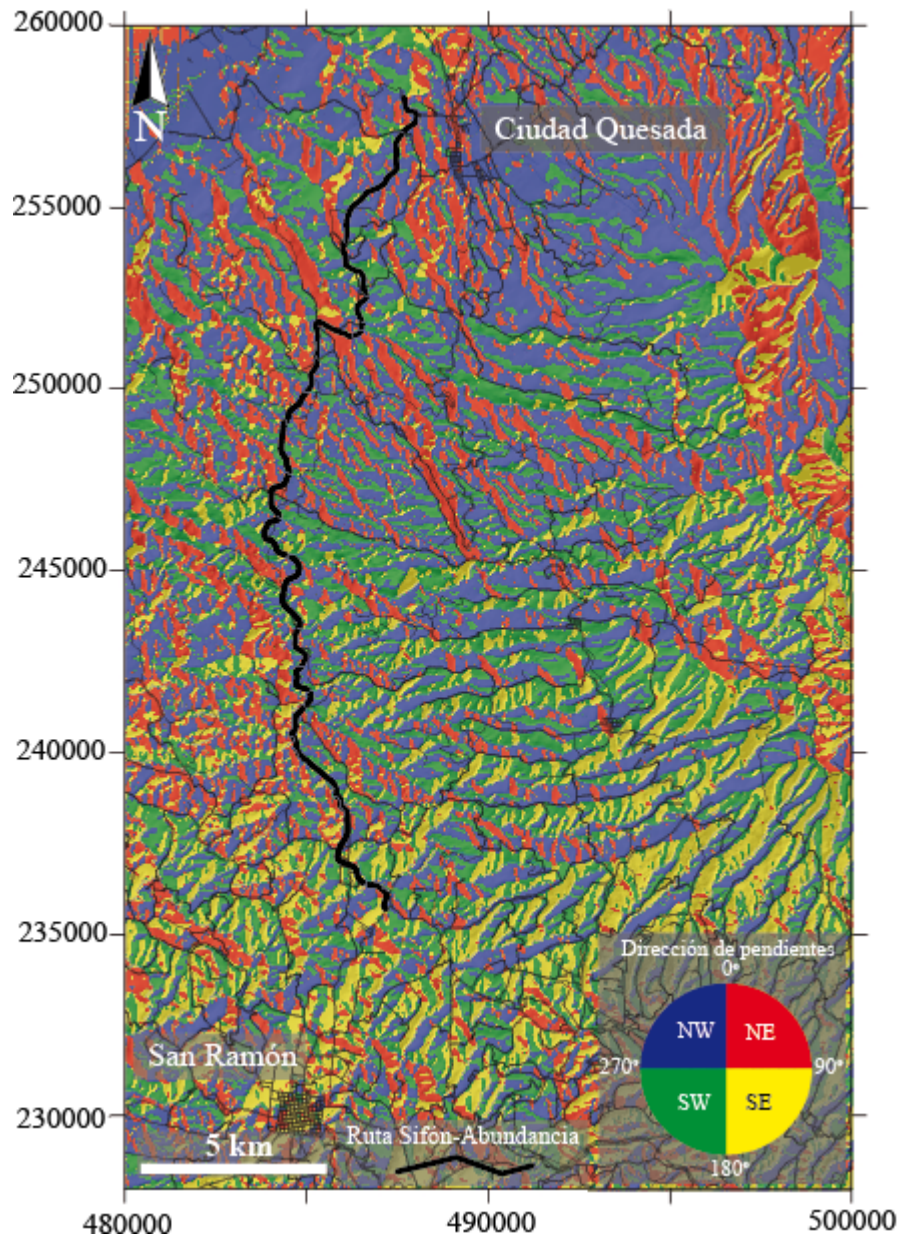 260000
N
Ciudad Quesada
255000
250000
245000
240000
235000
Dirección de pendientes
0°
NW
NE
270°
90°
SW
SE
180°
San Ramón
230000
5 km
Ruta Sifón-Abundancia
480000
490000
500000